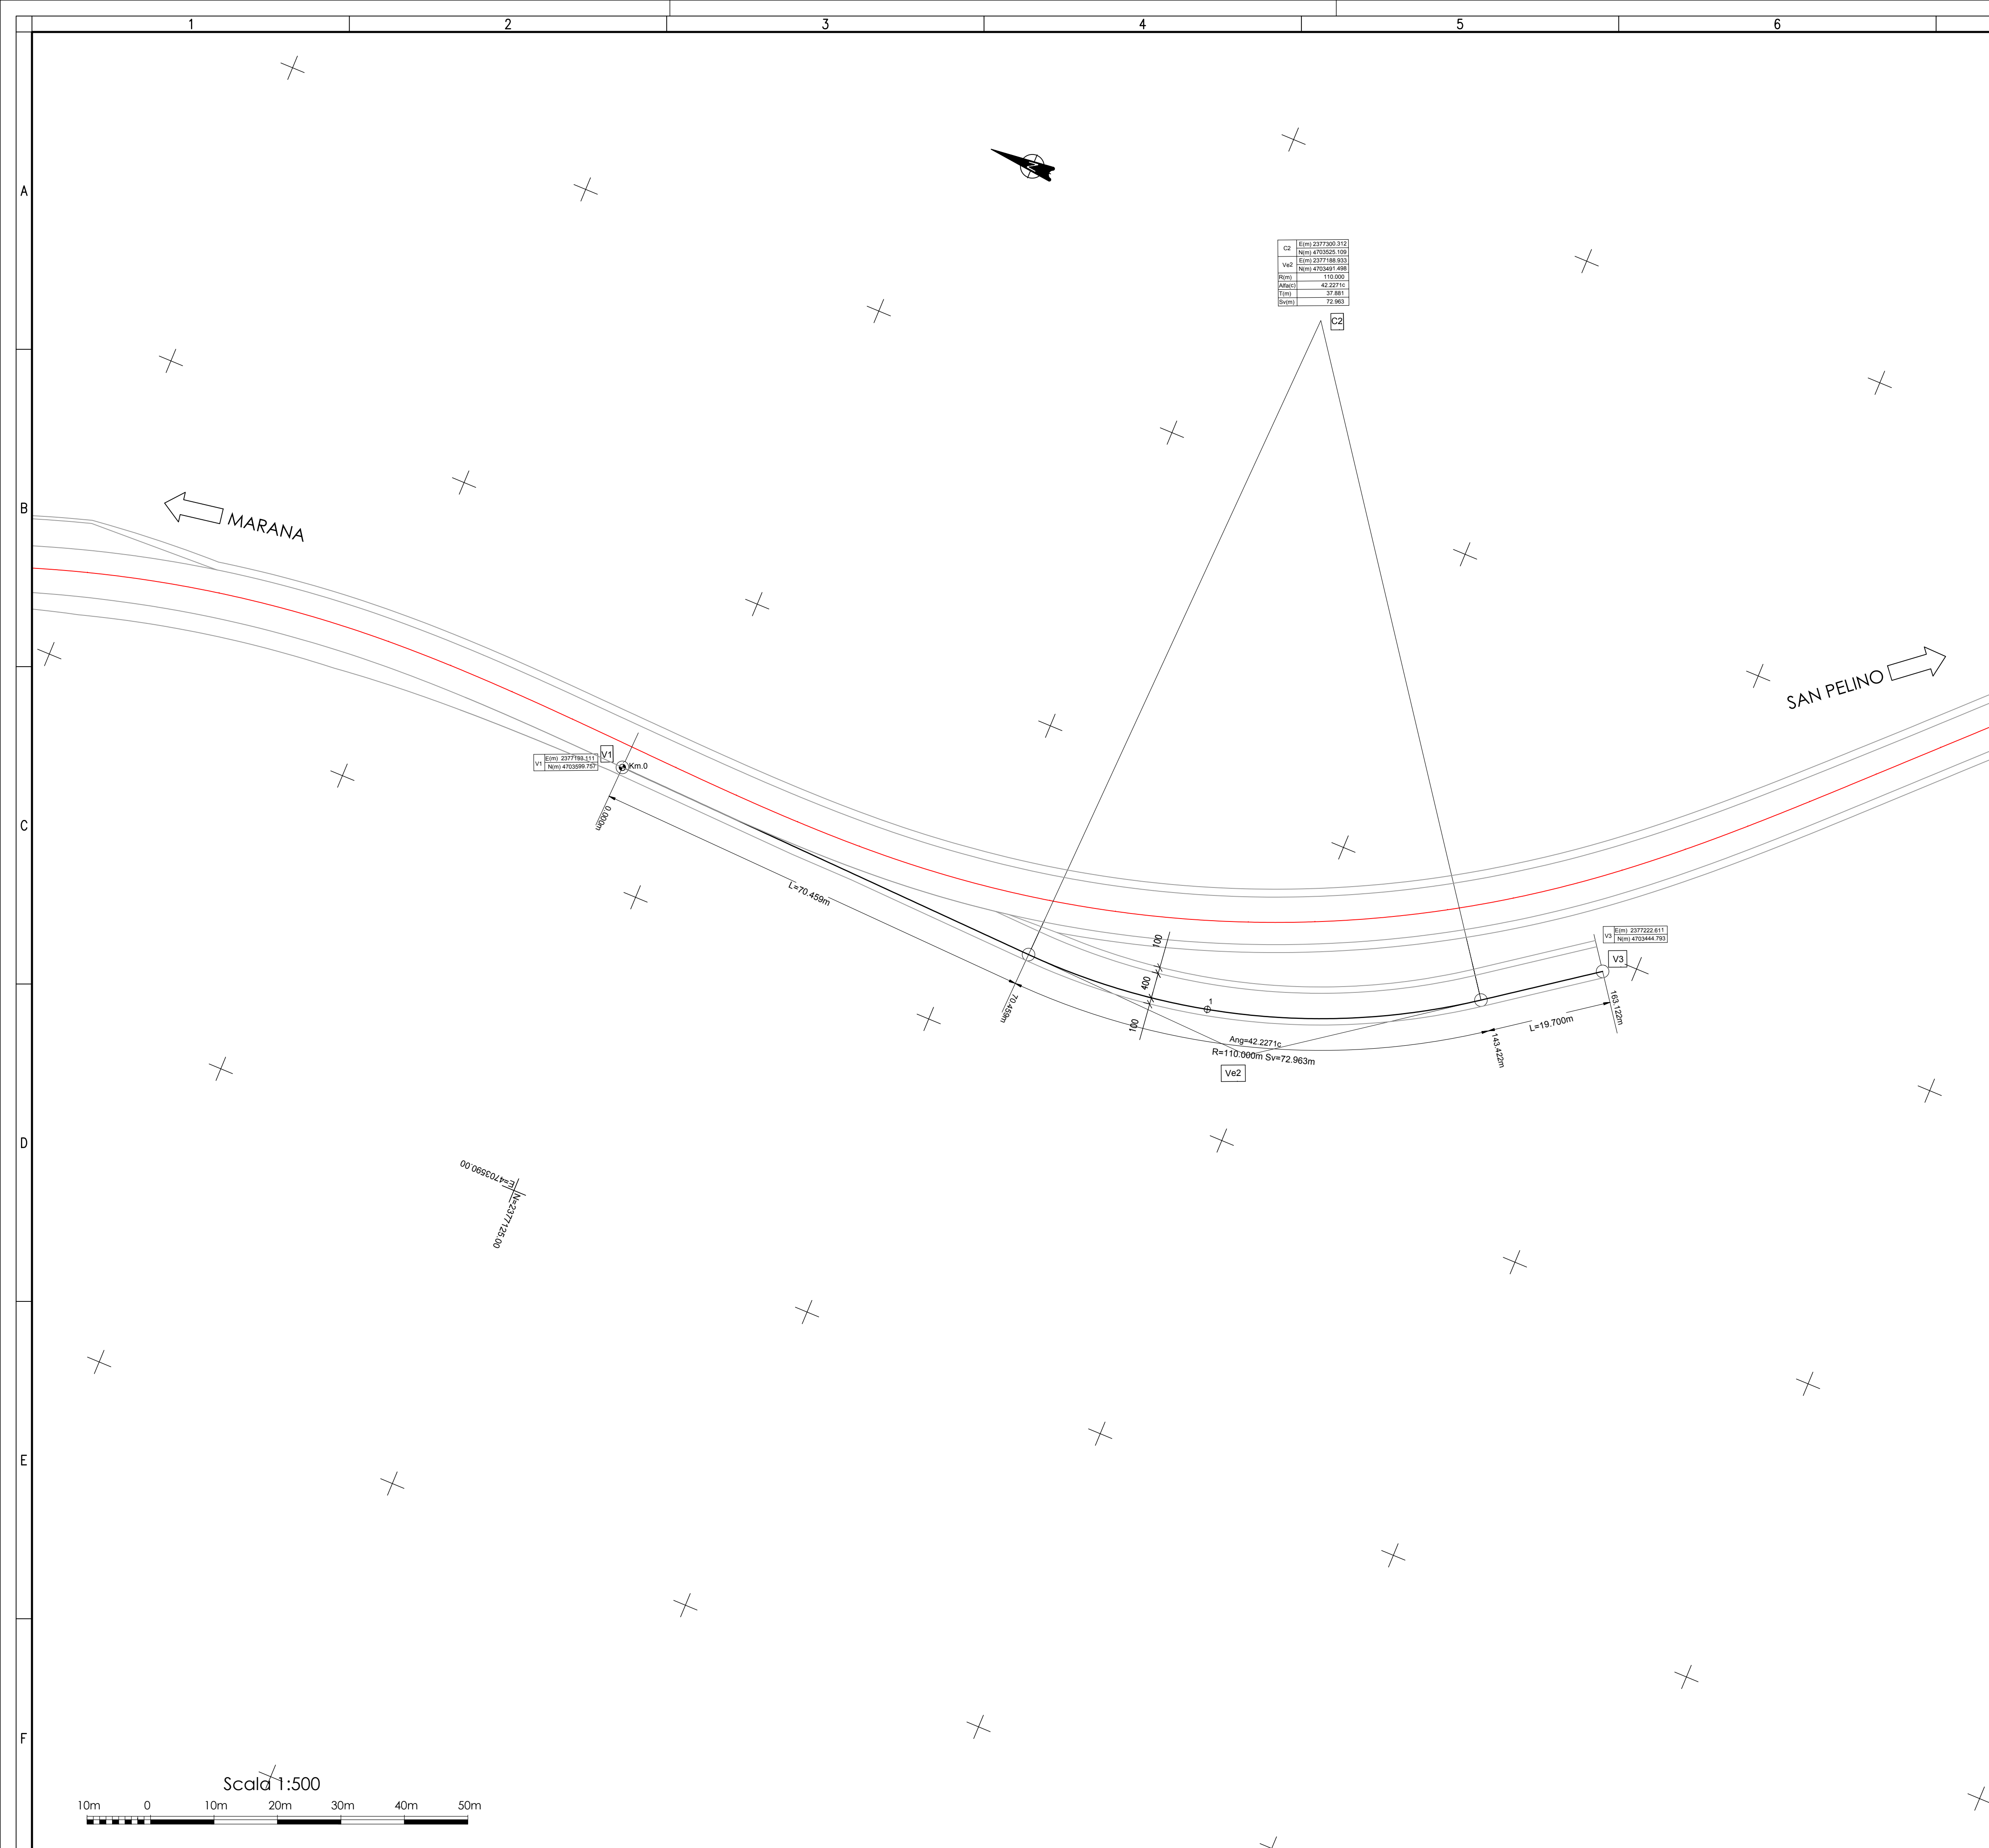 1 2 3 4 5 6
A
B
C
D
E
F
C2
E(m) 2377300.312
N(m) 4703525.109
Ve2
E(m) 2377188.933
N(m) 4703491.498
R(m) 110.000
Alfa(c) 42.2271c
T(m) 37.881
Sv(m) 72.963
C2
MARANA
SAN PELINO
V1
V1
E(m) 2377193.111
N(m) 4703599.757
Km.0
0.000m
L=70.459m
70.459m
100
400
100
1
Ang=42.2271c
R=110.000m Sv=72.963m
Ve2
V3
E(m) 2377222.611
N(m) 4703444.793
V3
163.122m
L=19.700m
143.422m
E=4703590.00
N=2377125.00
Scala 1:500
10m 0 10m 20m 30m 40m 50m